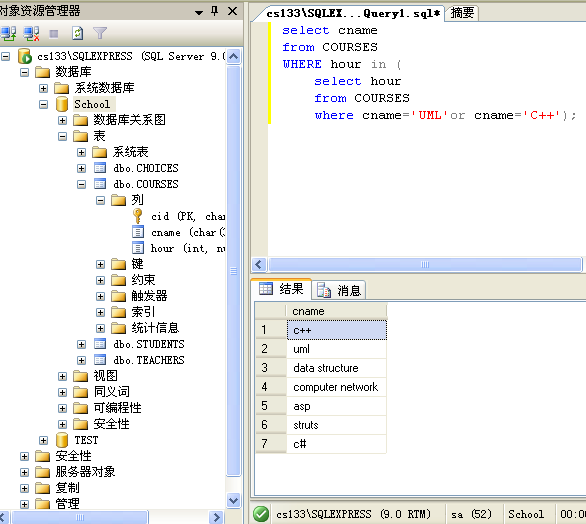 对象资源管理器
cs133\SQLEXPRESS (SQL Server 9.0
数据库
系统数据库
School
数据库关系图
表
系统表
dbo.CHOICES
dbo.COURSES
列
cid (PK, cha
cname (char(
hour (int, nu
键
约束
触发器
索引
统计信息
dbo.STUDENTS
dbo.TEACHERS
视图
同义词
可编程性
安全性
TEST
安全性
服务器对象
复制
管理
cs133\SQLEX...Query1.sql* 摘要
select cname
from COURSES
WHERE hour in (
select hour
from COURSES
where cname='UML'or cname='C++');
结果 消息
cname
1 c++
2 uml
3 data structure
4 computer network
5 asp
6 struts
7 c#
cs133\SQLEXPRESS (9.0 RTM) sa (52) School 00:0